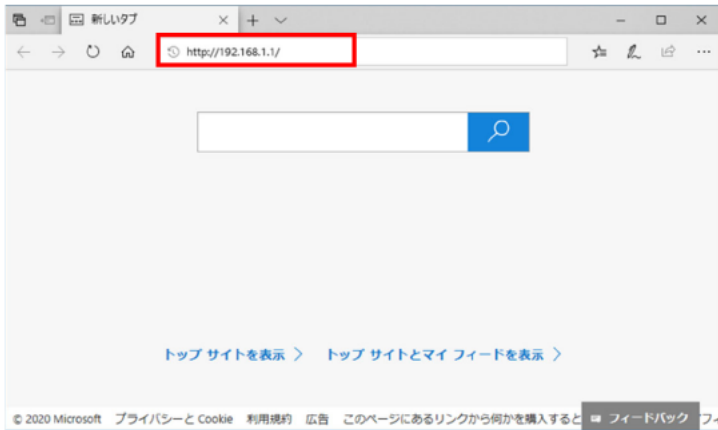 新しいタブ
http://192.168.1.1/
トップ サイトを表示 〉 トップ サイトとマイ フィードを表示 〉
© 2020 Microsoft プライバシーと Cookie 利用規約 広告 このページにあるリンクから何かを購入すると フィードバック フィ